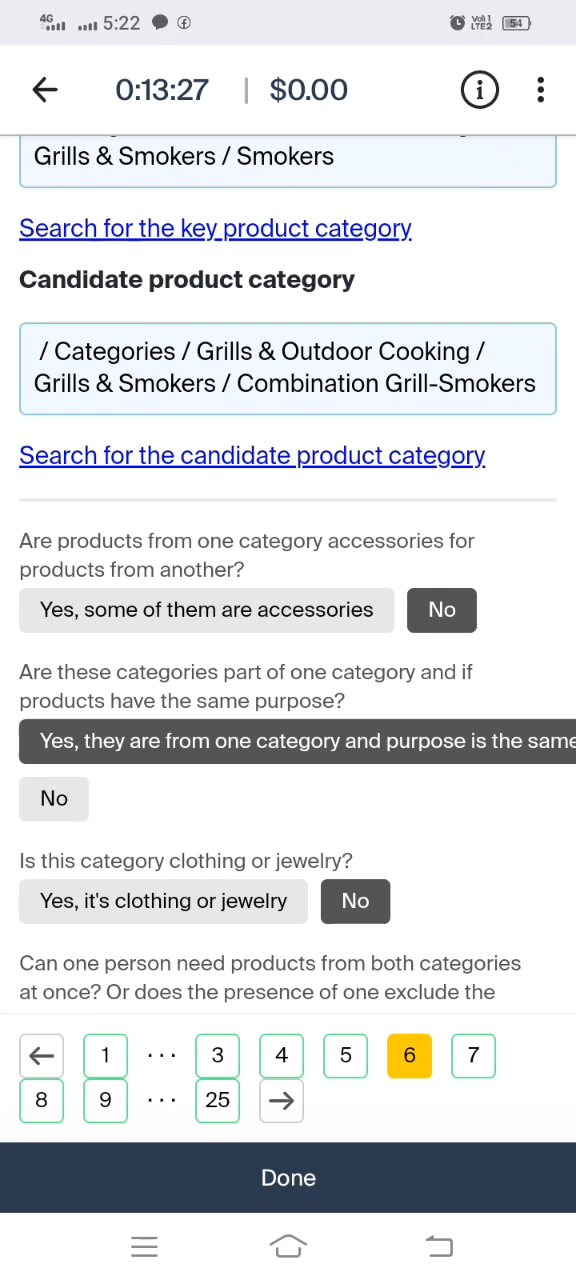 4G 5:22 Vo))1 LTE2 54
0:13:27 | $0.00
Grills & Smokers / Smokers
Search for the key product category
Candidate product category
/ Categories / Grills & Outdoor Cooking /
Grills & Smokers / Combination Grill-Smokers
Search for the candidate product category
Are products from one category accessories for
products from another?
Yes, some of them are accessories No
Are these categories part of one category and if
products have the same purpose?
Yes, they are from one category and purpose is the same
No
Is this category clothing or jewelry?
Yes, it's clothing or jewelry No
Can one person need products from both categories
at once? Or does the presence of one exclude the
← 1 ... 3 4 5 6 7
8 9 ... 25 →
Done